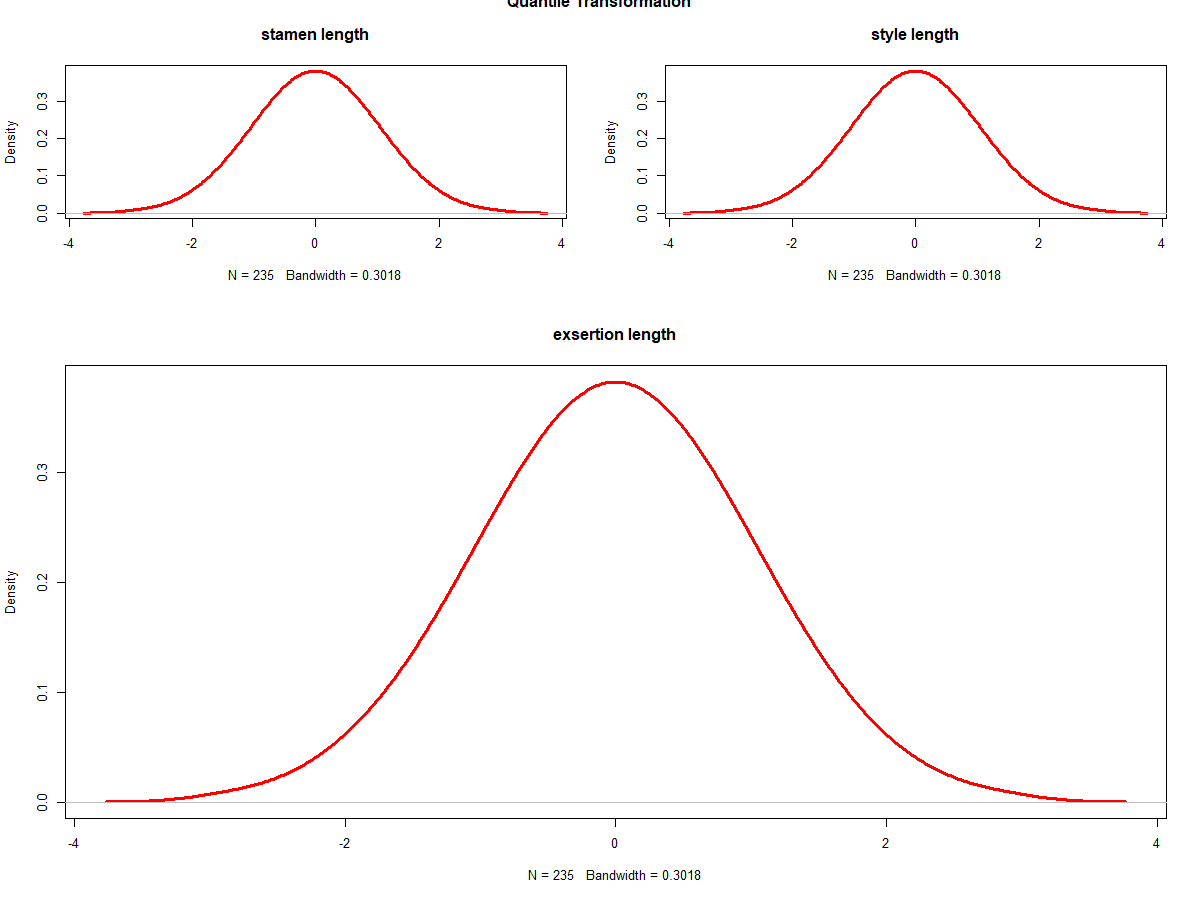 Quantile Transformation
stamen length
Density
0.0 0.1 0.2 0.3
-4 -2 0 2 4
N = 235 Bandwidth = 0.3018
style length
Density
0.0 0.1 0.2 0.3
-4 -2 0 2 4
N = 235 Bandwidth = 0.3018
exsertion length
Density
0.0 0.1 0.2 0.3
-4 -2 0 2 4
N = 235 Bandwidth = 0.3018